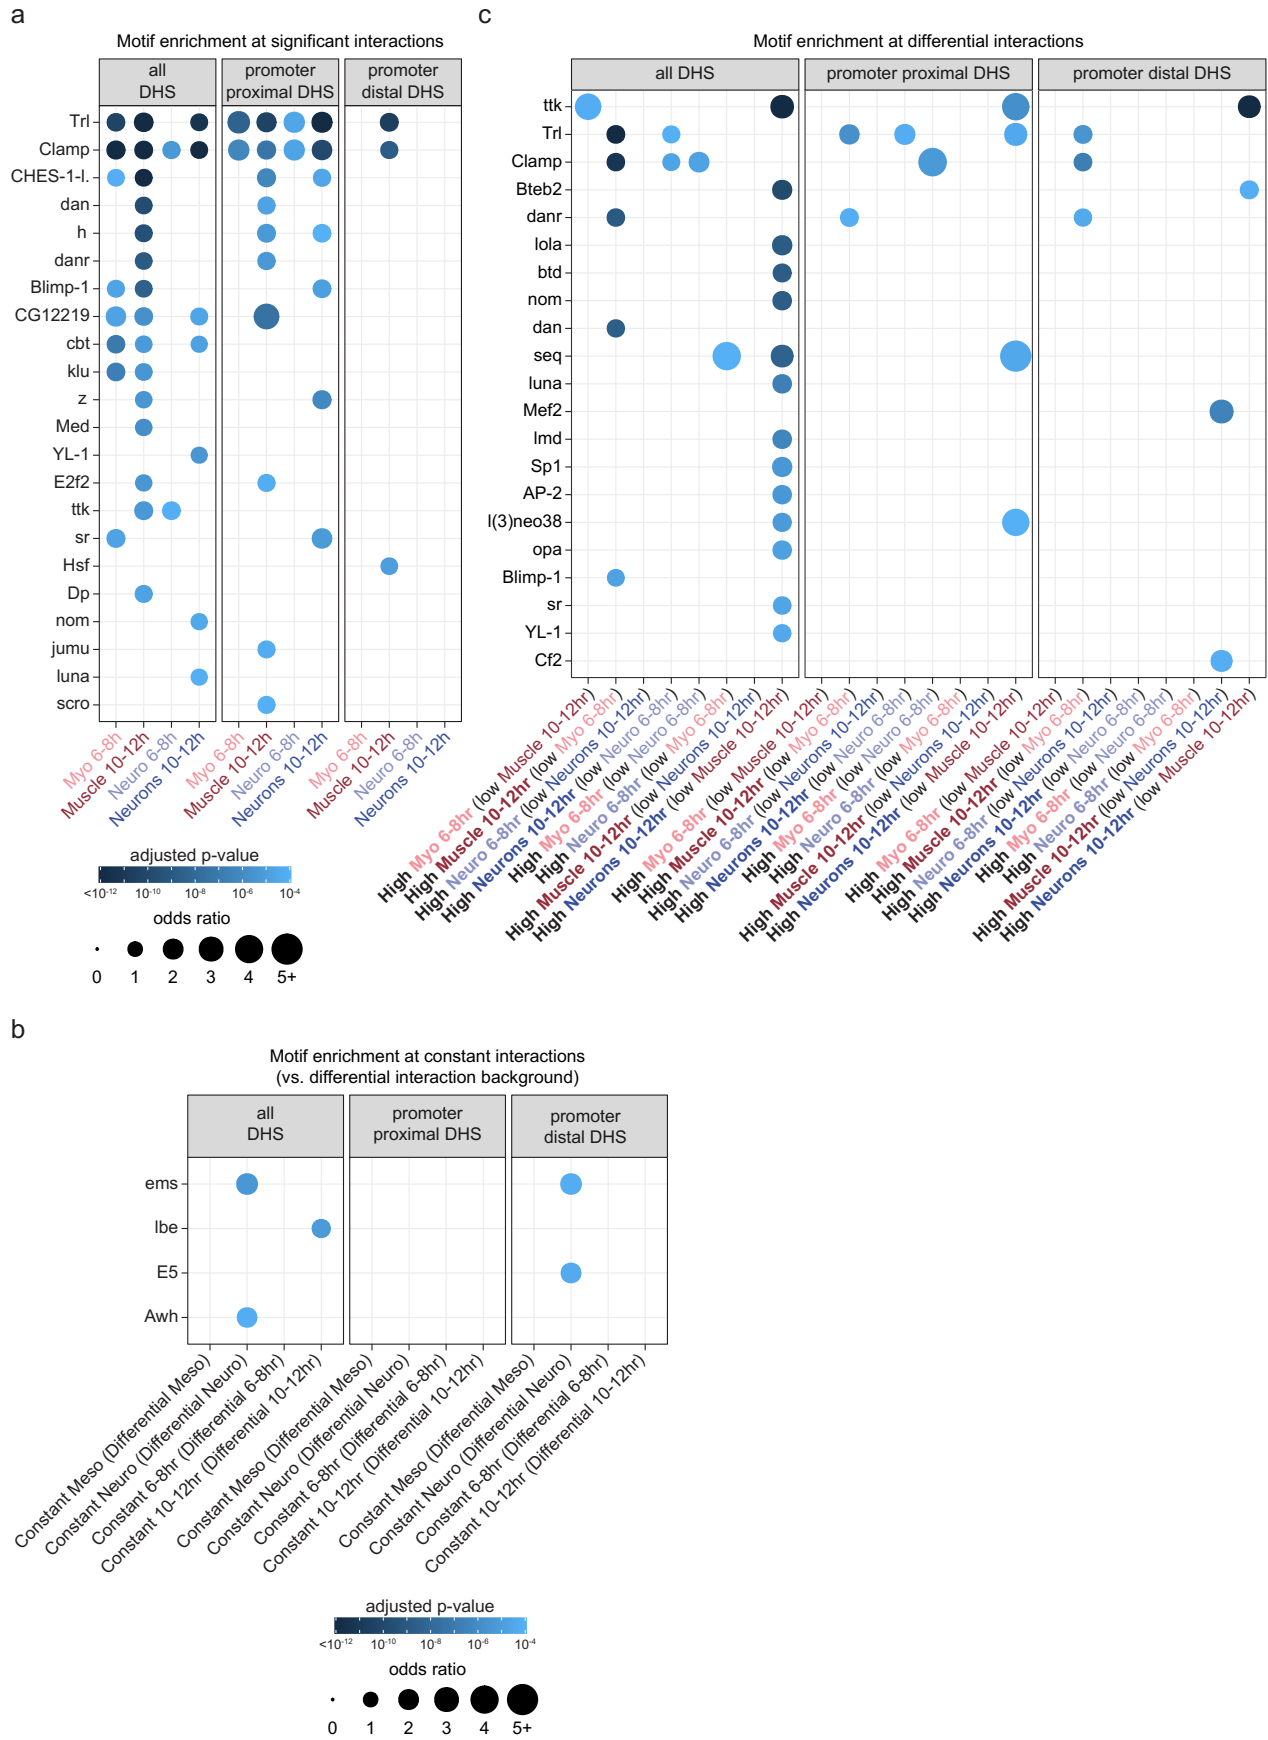 a
Motif enrichment at significant interactions
all
DHS
promoter
proximal DHS
promoter
distal DHS
Trl
Clamp
CHES-1-l.
dan
h
danr
Blimp-1
CG12219
cbt
klu
z
Med
YL-1
E2f2
ttk
sr
Hsf
Dp
nom
jumu
luna
scro
Myo 6-8h
Muscle 10-12h
Neuro 6-8h
Neurons 10-12h
Myo 6-8h
Muscle 10-12h
Neuro 6-8h
Neurons 10-12h
Myo 6-8h
Muscle 10-12h
Neuro 6-8h
Neurons 10-12h
adjusted p-value
<10-12 10-10 10-8 10-6 10-4
odds ratio
0 1 2 3 4 5+
c
Motif enrichment at differential interactions
all DHS
promoter proximal DHS
promoter distal DHS
ttk
Trl
Clamp
Bteb2
danr
lola
btd
nom
dan
seq
luna
Mef2
lmd
Sp1
AP-2
l(3)neo38
opa
Blimp-1
sr
YL-1
Cf2
High Myo 6-8hr (low Muscle 10-12hr)
High Muscle 10-12hr (low Myo 6-8hr)
High Neuro 6-8hr (low Neurons 10-12hr)
High Neurons 10-12hr (low Neuro 6-8hr)
High Myo 6-8hr (low Neuro 6-8hr)
High Neuro 6-8hr (low Myo 6-8hr)
High Muscle 10-12hr (low Neurons 10-12hr)
High Neurons 10-12hr (low Muscle 10-12hr)
High Myo 6-8hr (low Muscle 10-12hr)
High Muscle 10-12hr (low Myo 6-8hr)
High Neuro 6-8hr (low Neurons 10-12hr)
High Neurons 10-12hr (low Neuro 6-8hr)
High Myo 6-8hr (low Neuro 6-8hr)
High Neuro 6-8hr (low Myo 6-8hr)
High Muscle 10-12hr (low Neurons 10-12hr)
High Neurons 10-12hr (low Muscle 10-12hr)
High Myo 6-8hr (low Muscle 10-12hr)
High Muscle 10-12hr (low Myo 6-8hr)
High Neuro 6-8hr (low Neurons 10-12hr)
High Neurons 10-12hr (low Neuro 6-8hr)
High Myo 6-8hr (low Neuro 6-8hr)
High Neuro 6-8hr (low Myo 6-8hr)
High Muscle 10-12hr (low Neurons 10-12hr)
High Neurons 10-12hr (low Muscle 10-12hr)
b
Motif enrichment at constant interactions
(vs. differential interaction background)
all
DHS
promoter
proximal DHS
promoter
distal DHS
ems
lbe
E5
Awh
Constant Meso (Differential Meso)
Constant Neuro (Differential Neuro)
Constant 6-8hr (Differential 6-8hr)
Constant 10-12hr (Differential 10-12hr)
Constant Meso (Differential Meso)
Constant Neuro (Differential Neuro)
Constant 6-8hr (Differential 6-8hr)
Constant 10-12hr (Differential 10-12hr)
Constant Meso (Differential Meso)
Constant Neuro (Differential Neuro)
Constant 6-8hr (Differential 6-8hr)
Constant 10-12hr (Differential 10-12hr)
adjusted p-value
<10-12 10-10 10-8 10-6 10-4
odds ratio
0 1 2 3 4 5+